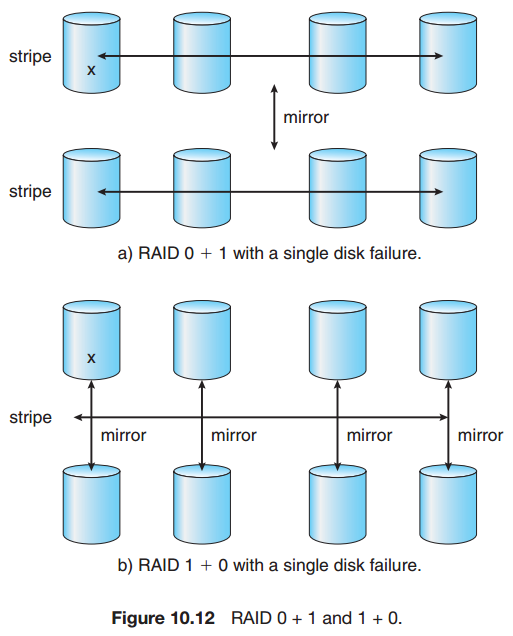 stripe
x
mirror
stripe
a) RAID 0 + 1 with a single disk failure.
x
stripe
mirror mirror mirror mirror
b) RAID 1 + 0 with a single disk failure.
Figure 10.12 RAID 0 + 1 and 1 + 0.